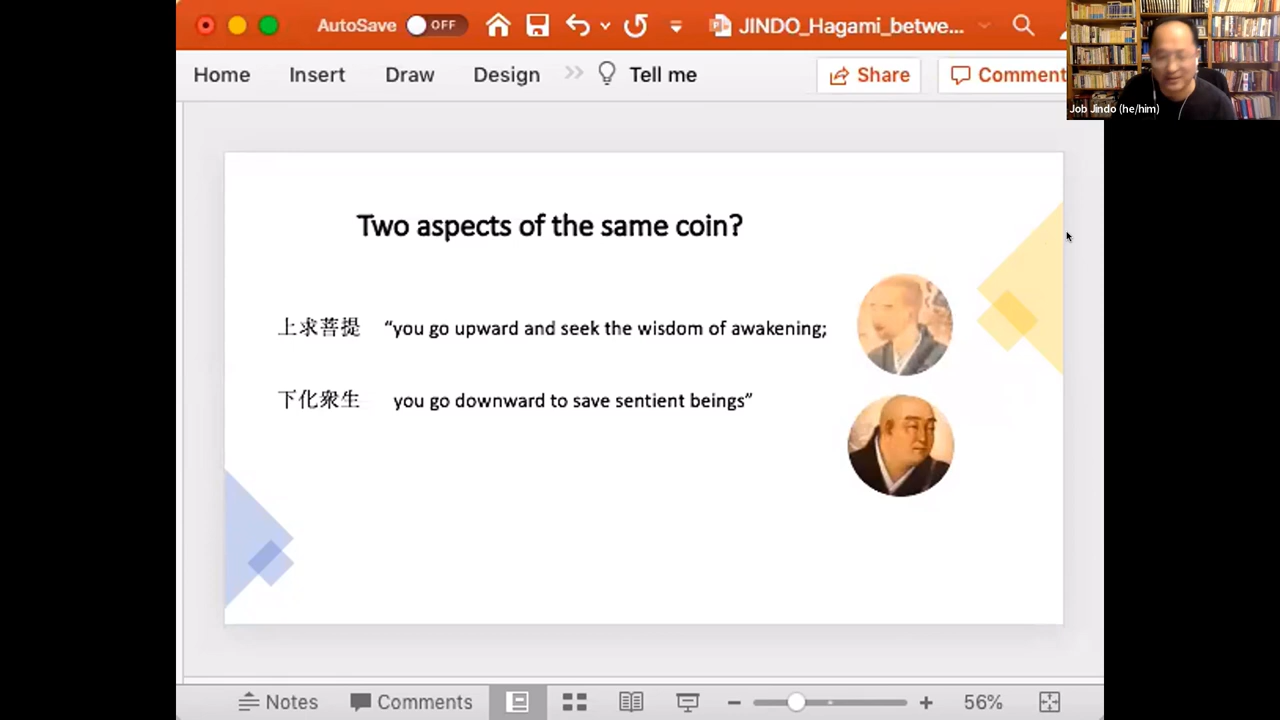 AutoSave OFF JINDO_Hagami_betwe...
Home Insert Draw Design Tell me Share Comment
Job Jindo (he/him)
Two aspects of the same coin?
上求菩提 “you go upward and seek the wisdom of awakening;
下化衆生 you go downward to save sentient beings”
Notes Comments 56%